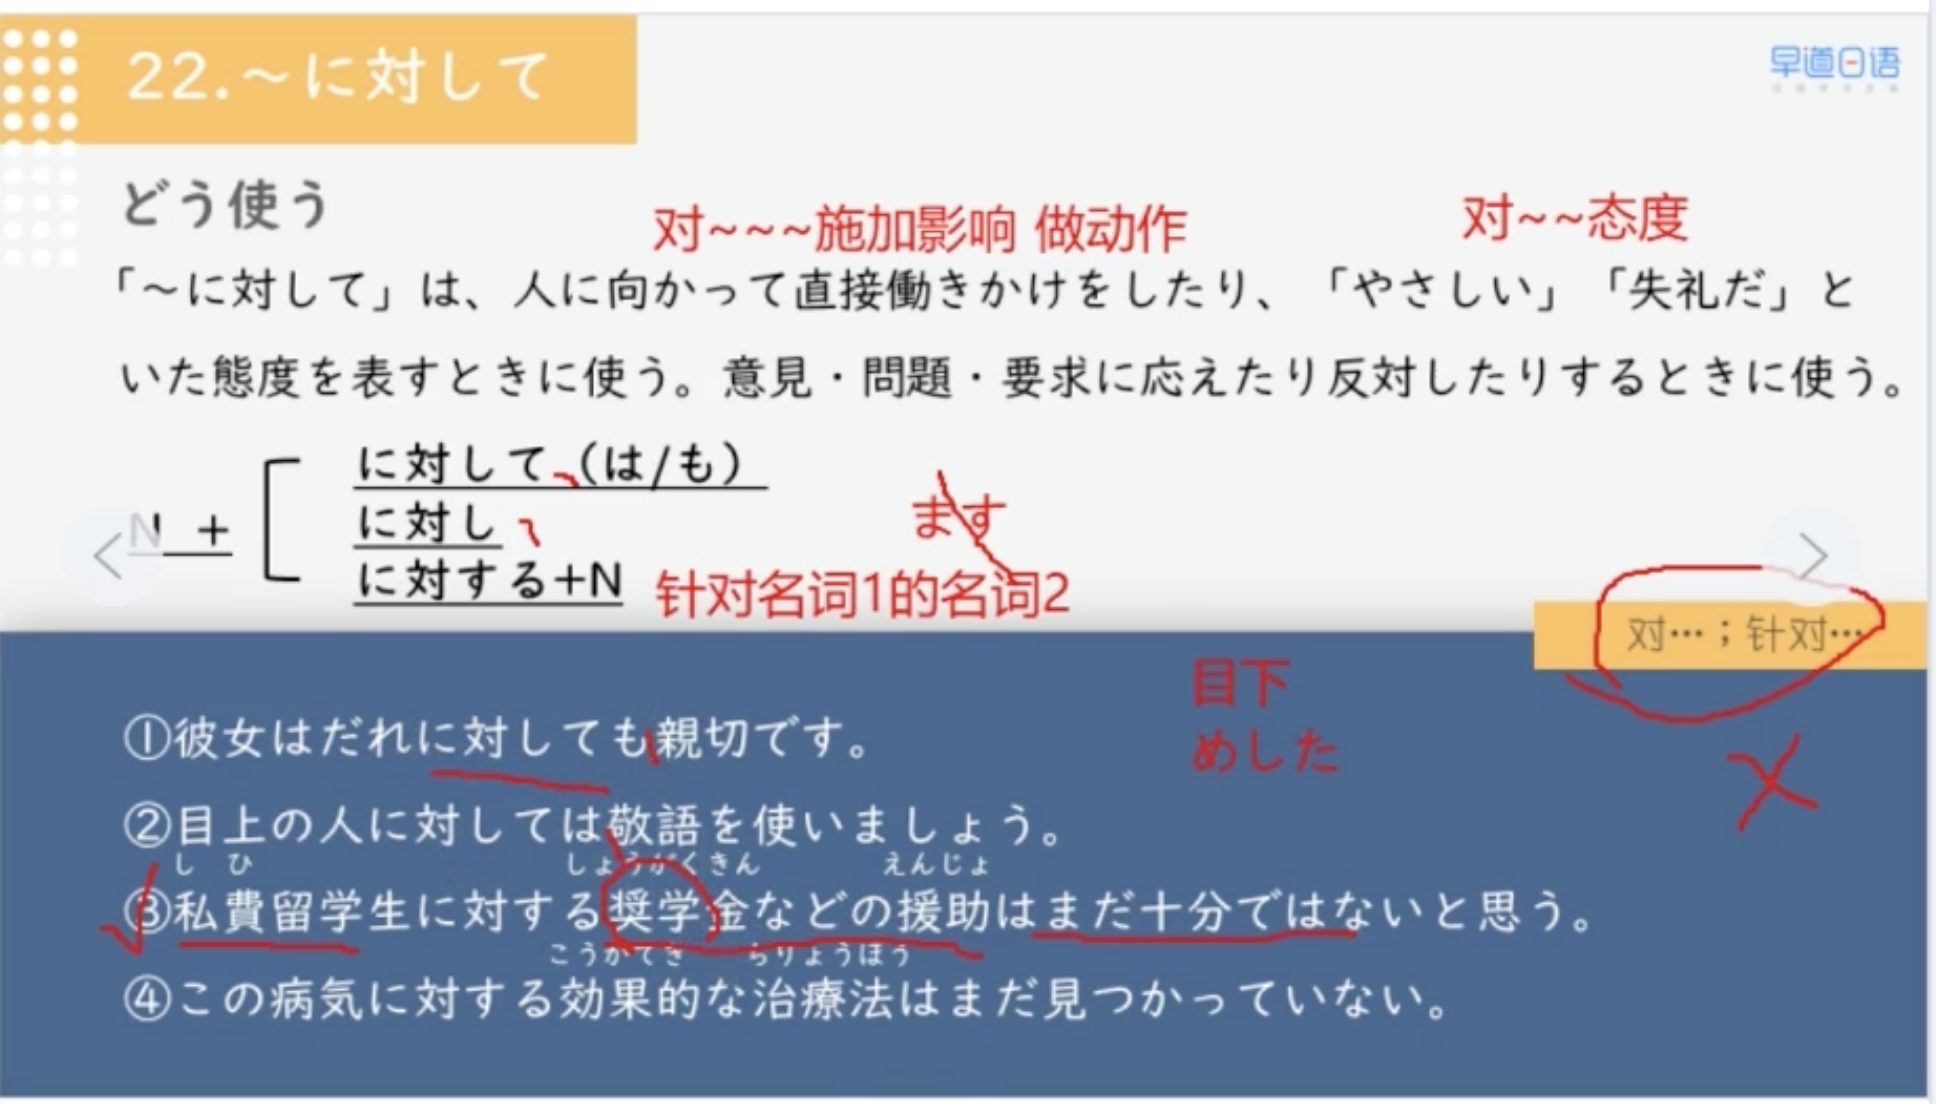 22.～に対して
早道日语
どう使う
对~~~施加影响 做动作
对~~态度
「～に対して」は、人に向かって直接働きかけをしたり、「やさしい」「失礼だ」と
いた態度を表すときに使う。意見・問題・要求に応えたり反対したりするときに使う。
に対して、(は/も)
N +
に対し
ます
に対する+N
针对名词1的名词2
对…；针对…
目下
めした
①彼女はだれに対しても親切です。
②目上の人に対しては敬語を使いましょう。
し ひ しょうがくきん えんじょ
③私費留学生に対する奨学金などの援助はまだ十分ではないと思う。
こうかてき ちりょうほう
④この病気に対する効果的な治療法はまだ見つかっていない。